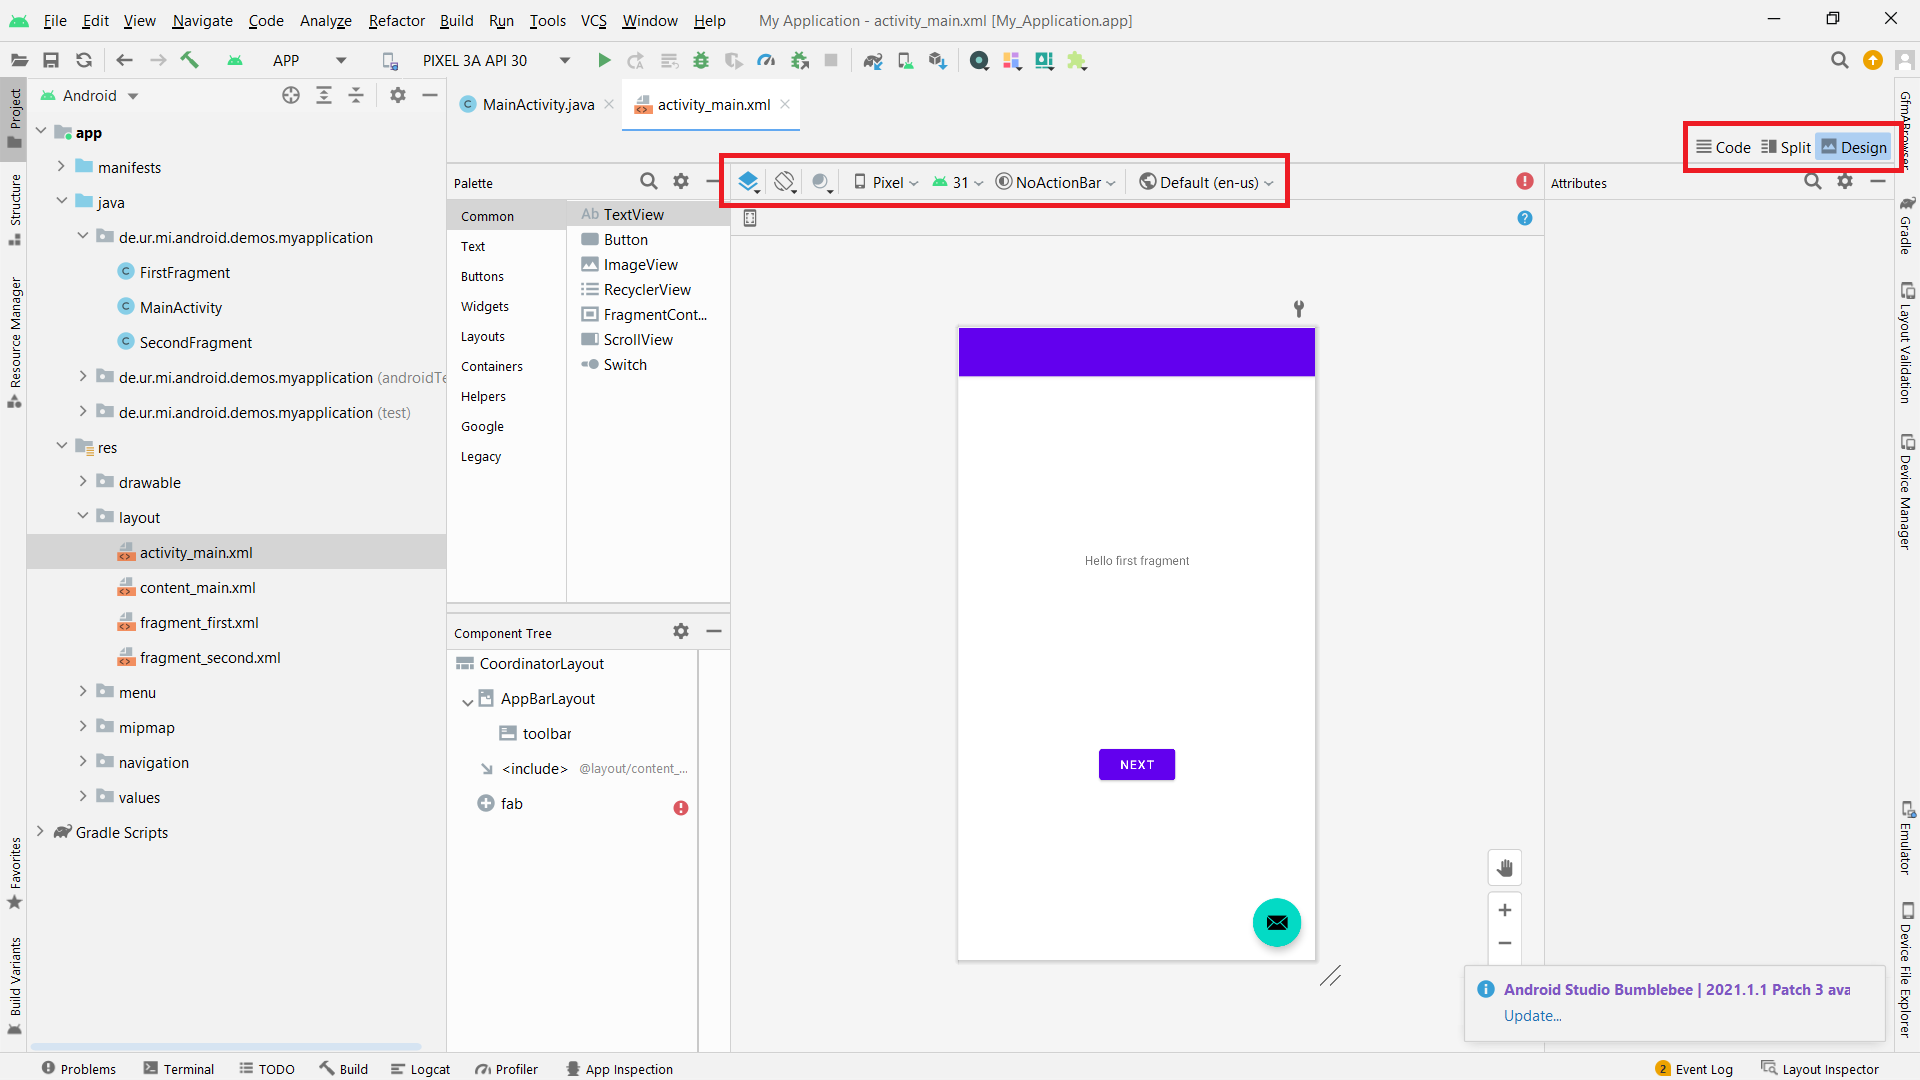 File Edit View Navigate Code Analyze Refactor Build Run Tools VCS Window Help My Application - activity_main.xml [My_Application.app]
APP PIXEL 3A API 30
Android
MainActivity.java
activity_main.xml
Code Split Design
app
manifests
java
de.ur.mi.android.demos.myapplication
FirstFragment
MainActivity
SecondFragment
de.ur.mi.android.demos.myapplication (androidTe
de.ur.mi.android.demos.myapplication (test)
res
drawable
layout
activity_main.xml
content_main.xml
fragment_first.xml
fragment_second.xml
menu
mipmap
navigation
values
Gradle Scripts
Project
Structure
Resource Manager
Favorites
Build Variants
Palette
Common
Text
Buttons
Widgets
Layouts
Containers
Helpers
Google
Legacy
Ab TextView
Button
ImageView
RecyclerView
FragmentCont...
ScrollView
Switch
Pixel 31 NoActionBar Default (en-us)
Component Tree
CoordinatorLayout
AppBarLayout
toolbar
<include> @layout/content_...
fab
Hello first fragment
NEXT
Attributes
Gradle
Layout Validation
Device Manager
Emulator
Device File Explorer
Android Studio Bumblebee | 2021.1.1 Patch 3 ava
Update...
Problems Terminal TODO Build Logcat Profiler App Inspection
2 Event Log Layout Inspector